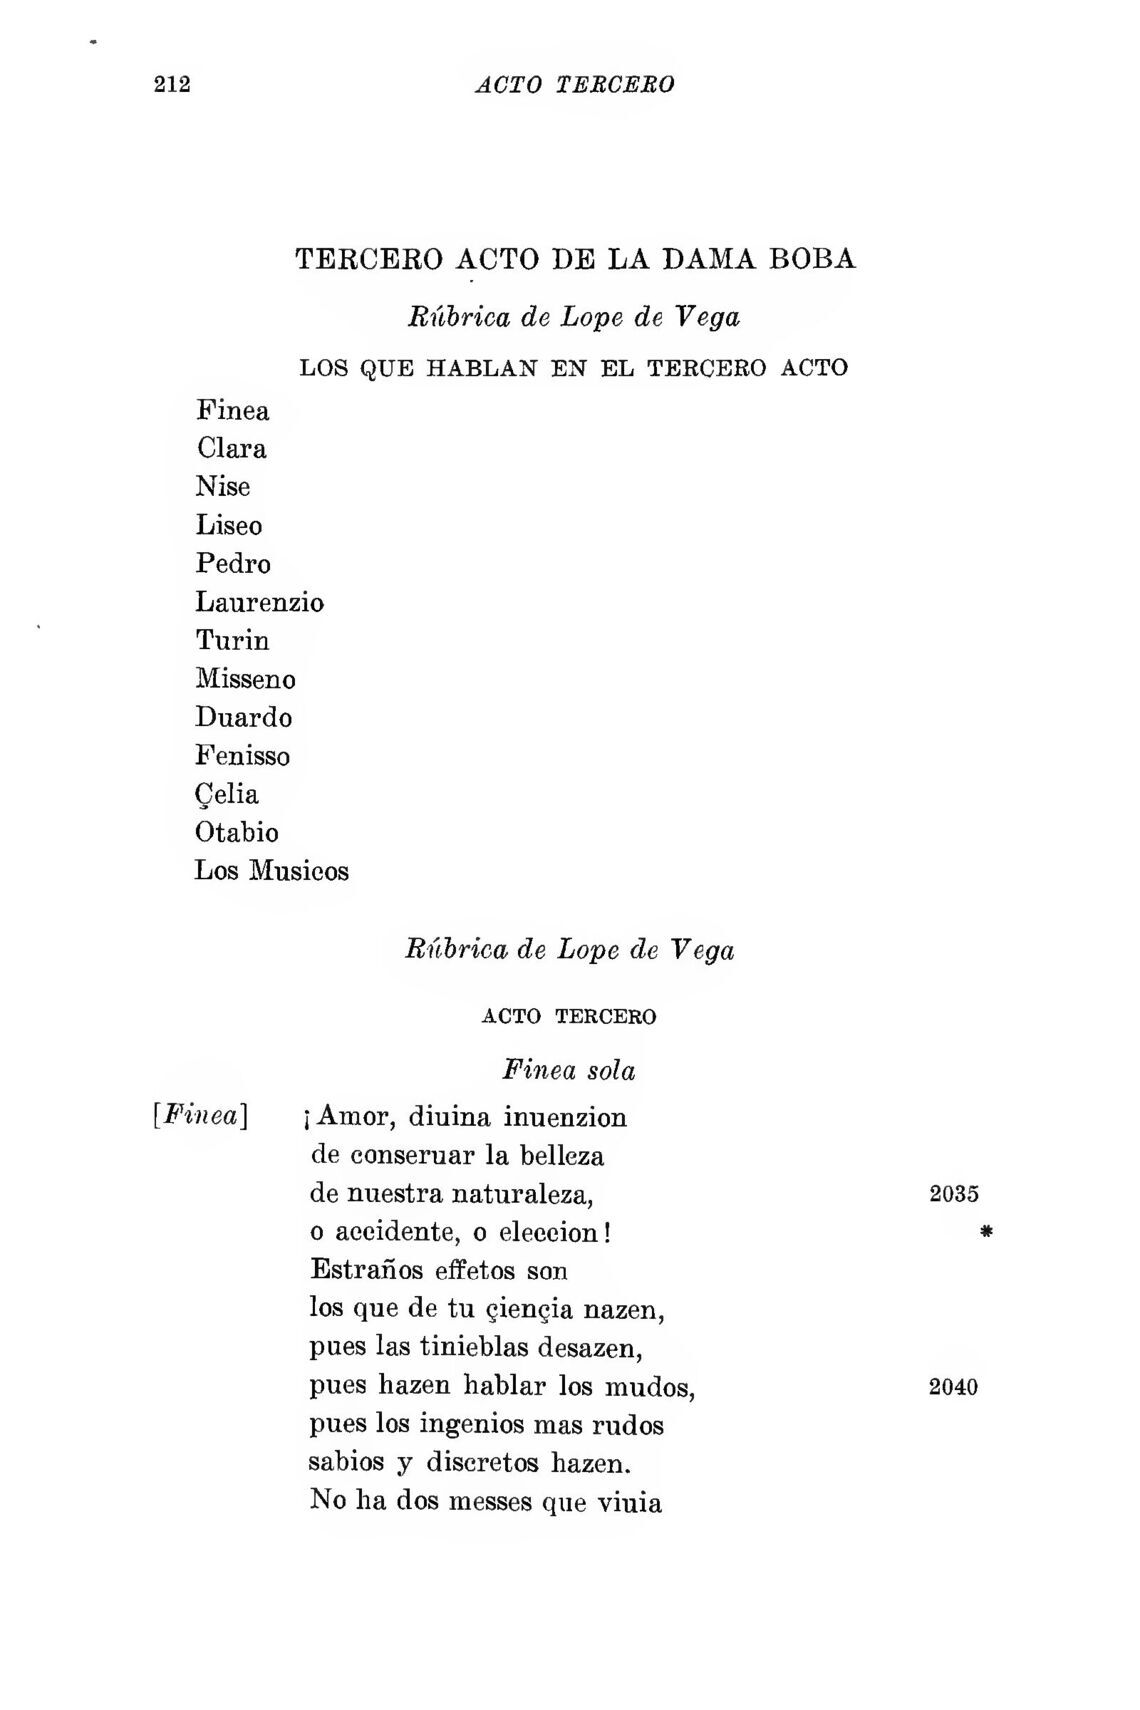 212 ACTO TERCERO
TERCERO ACTO DE LA DAMA BOBA
Rúbrica de Lope de Vega
LOS QUE HABLAN EN EL TERCERO ACTO
Finea
Clara
Nise
Liseo
Pedro
Laurenzio
Turin
Misseno
Duardo
Fenisso
Çelia
Otabio
Los Musicos
Rúbrica de Lope de Vega
ACTO TERCERO
Finea sola
[Finea] ¡Amor, diuina inuenzion
de conseruar la belleza
de nuestra naturaleza, 2035
o accidente, o eleccion! *
Estraños effetos son
los que de tu çiençia nazen,
pues las tinieblas desazen,
pues hazen hablar los mudos, 2040
pues los ingenios mas rudos
sabios y discretos hazen.
No ha dos messes que viuia